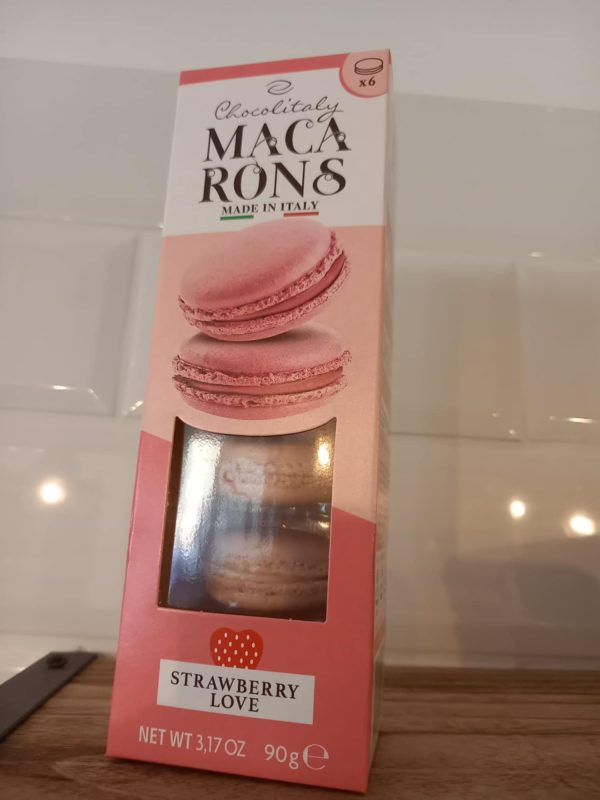 x6
Chocolitaly
MACA
RONS
MADE IN ITALY
STRAWBERRY
LOVE
NET WT 3,17 OZ 90g ℮